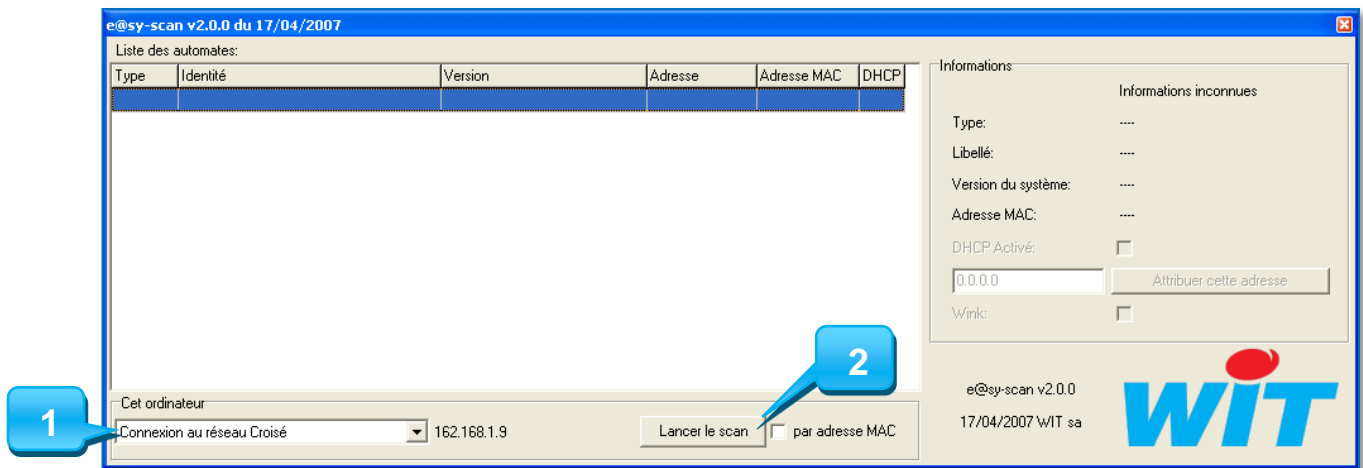 e@sy-scan v2.0.0 du 17/04/2007
Liste des automates:
Type Identité Version Adresse Adresse MAC DHCP
Informations
Informations inconnues
Type: ----
Libellé: ----
Version du système: ----
Adresse MAC: ----
DHCP Activé:
0.0.0.0 Attribuer cette adresse
Wink:
Cet ordinateur
1 Connexion au réseau Croisé 162.168.1.9 Lancer le scan par adresse MAC
2
e@sy-scan v2.0.0
17/04/2007 WIT sa
WIT